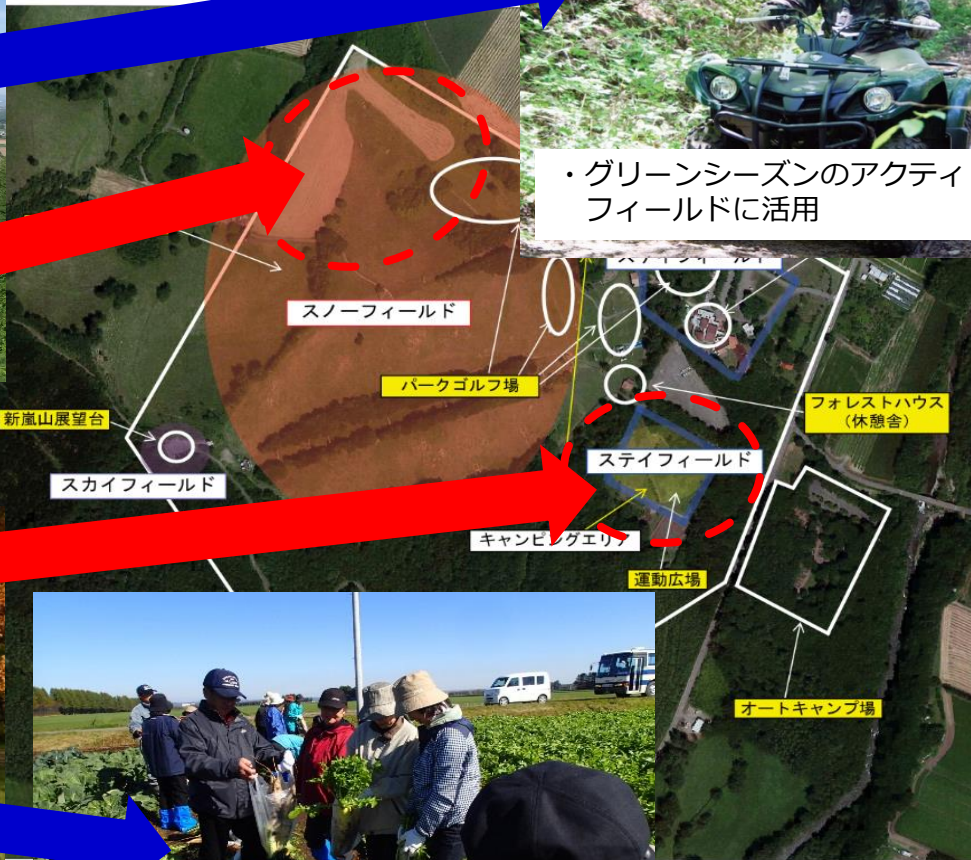 ・グリーンシーズンのアクティ
フィールドに活用
スノーフィールド
パークゴルフ場
新嵐山展望台
スカイフィールド
フォレストハウス
（休憩舎）
ステイフィールド
キャンピングエリア
運動広場
オートキャンプ場